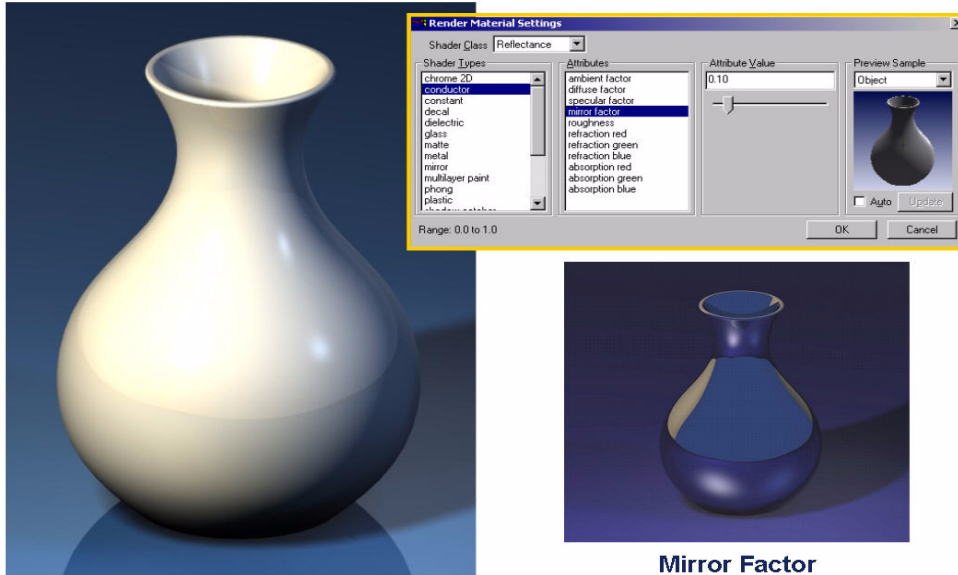 Render Material Settings
Shader Class Reflectance
Shader Types
chrome 2D
conductor
constant
decal
dielectric
glass
matte
metal
mirror
multilayer paint
phong
plastic
shadow catcher
Attributes
ambient factor
diffuse factor
specular factor
mirror factor
roughness
refraction red
refraction green
refraction blue
absorption red
absorption green
absorption blue
Attribute Value
0.10
Preview Sample
Object
Auto Update
Range: 0.0 to 1.0
OK Cancel
Mirror Factor